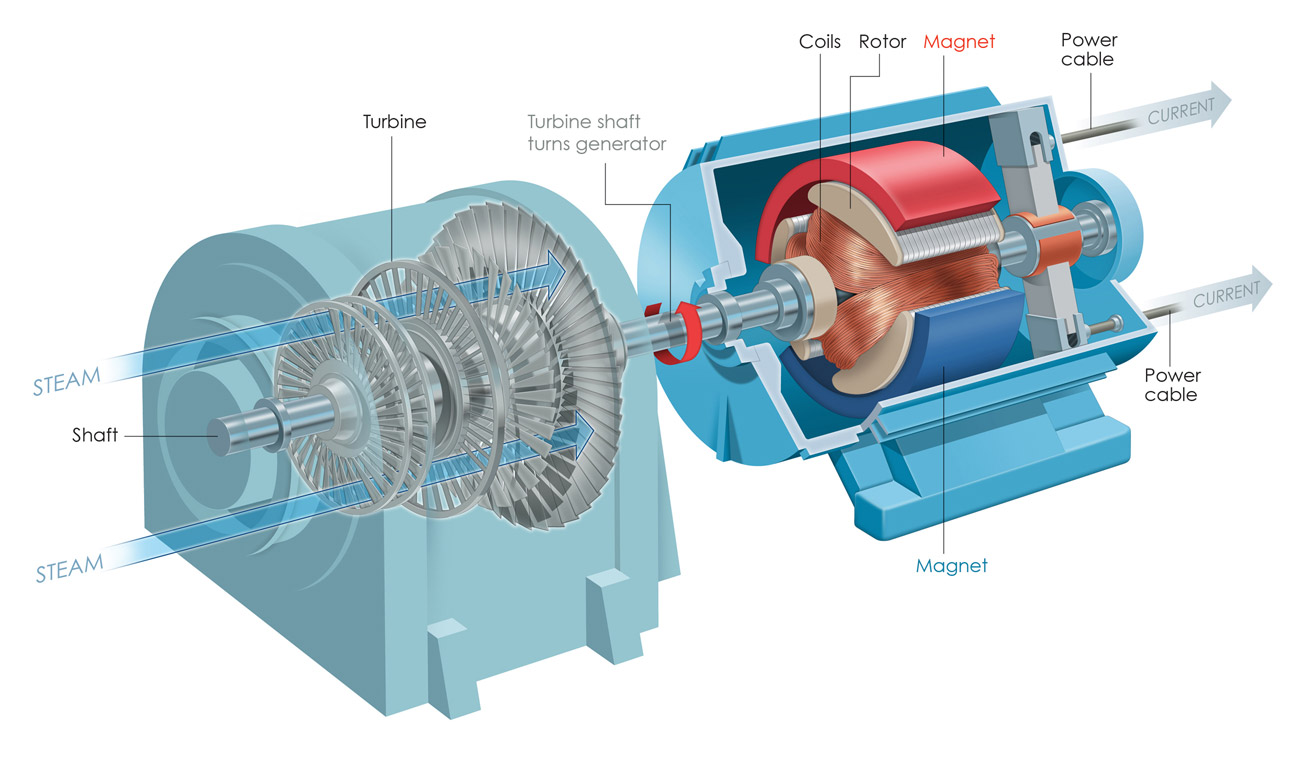 Coils
Rotor
Magnet
Power
cable
CURRENT
Turbine
Turbine shaft
turns generator
STEAM
Shaft
CURRENT
Power
cable
STEAM
Magnet